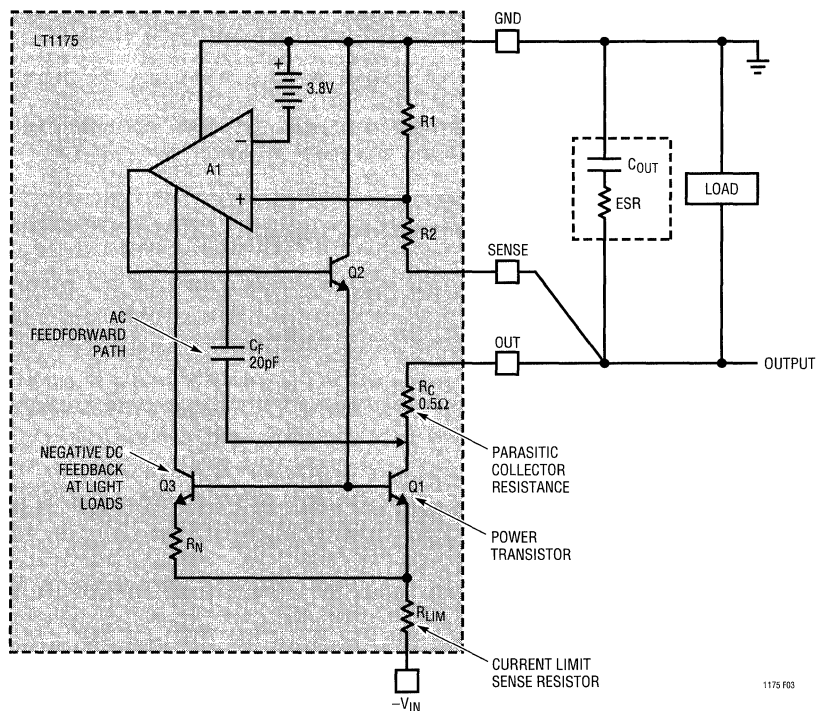 LT1175
GND
+
3.8V
R1
−
A1
+
R2
C_OUT
ESR
LOAD
SENSE
Q2
AC
FEEDFORWARD
PATH
C_F
20pF
OUT
OUTPUT
R_C
0.5Ω
NEGATIVE DC
FEEDBACK
AT LIGHT
LOADS
Q3
Q1
PARASITIC
COLLECTOR
RESISTANCE
R_N
POWER
TRANSISTOR
R_LIM
CURRENT LIMIT
SENSE RESISTOR
−V_IN
1175 F03